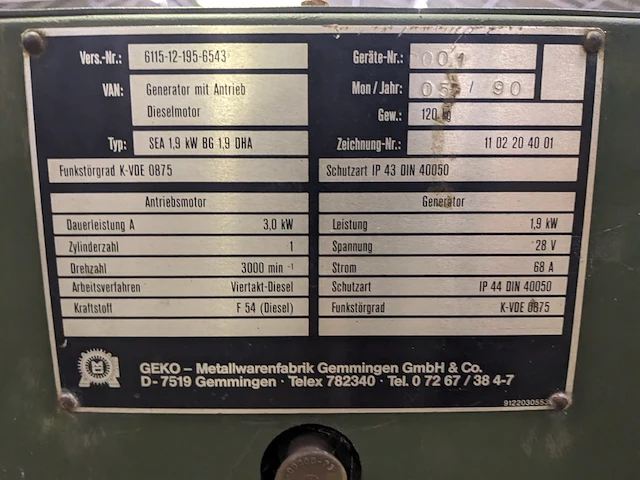 Vers.-Nr.: 6115-12-195-6543
VAN: Generator mit Antrieb
Dieselmotor
Typ: SEA 1,9 kW BG 1,9 DHA
Funkstörgrad K-VDE 0875
Geräte-Nr.: 001
Mon/Jahr: 05 / 90
Gew.: 120 kg
Zeichnung-Nr.: 11 02 20 40 01
Schutzart IP 43 DIN 40050
Antriebsmotor
Dauerleistung A 3,0 kW
Zylinderzahl 1
Drehzahl 3000 min -1
Arbeitsverfahren Viertakt-Diesel
Kraftstoff F 54 (Diesel)
Generator
Leistung 1,9 kW
Spannung 28 V
Strom 68 A
Schutzart IP 44 DIN 40050
Funkstörgrad K-VDE 0875
GEKO – Metallwarenfabrik Gemmingen GmbH & Co.
D-7519 Gemmingen · Telex 782340 · Tel. 0 72 67 / 38 4-7